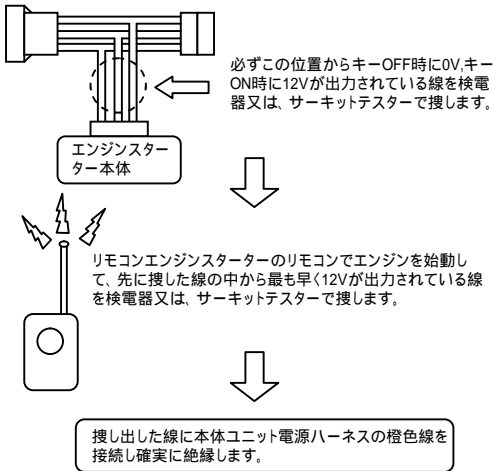 必ずこの位置からキーOFF時に0V,キー
ON時に12Vが出力されている線を検電
器又は、サーキットテスターで捜します。
エンジンスター
ター本体
リモコンエンジンスターターのリモコンでエンジンを始動し
て、先に捜した線の中から最も早く12Vが出力されている線
を検電器又は、サーキットテスターで捜します。
捜し出した線に本体ユニット電源ハーネスの橙色線を
接続し確実に絶縁します。